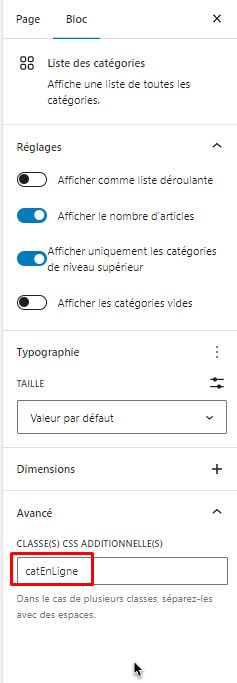 Page Bloc
Liste des catégories
Affiche une liste de toutes les
catégories.
Réglages
Afficher comme liste déroulante
Afficher le nombre d'articles
Afficher uniquement les catégories
de niveau supérieur
Afficher les catégories vides
Typographie
TAILLE
Valeur par défaut
Dimensions
Avancé
CLASSE(S) CSS ADDITIONNELLE(S)
catEnLigne
Dans le cas de plusieurs classes, séparez-les
avec des espaces.